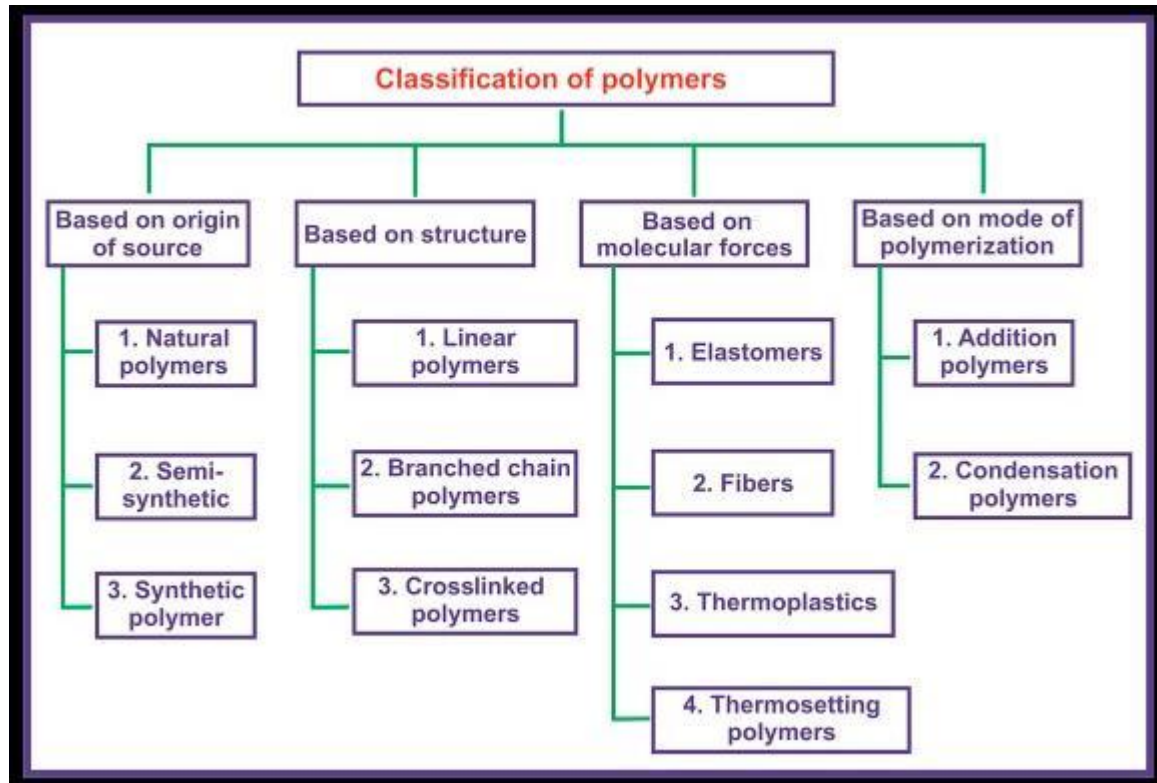 Classification of polymers
Based on origin
of source
Based on structure
Based on
molecular forces
Based on mode of
polymerization
1. Natural
polymers
2. Semi-
synthetic
3. Synthetic
polymer
1. Linear
polymers
2. Branched chain
polymers
3. Crosslinked
polymers
1. Elastomers
2. Fibers
3. Thermoplastics
4. Thermosetting
polymers
1. Addition
polymers
2. Condensation
polymers